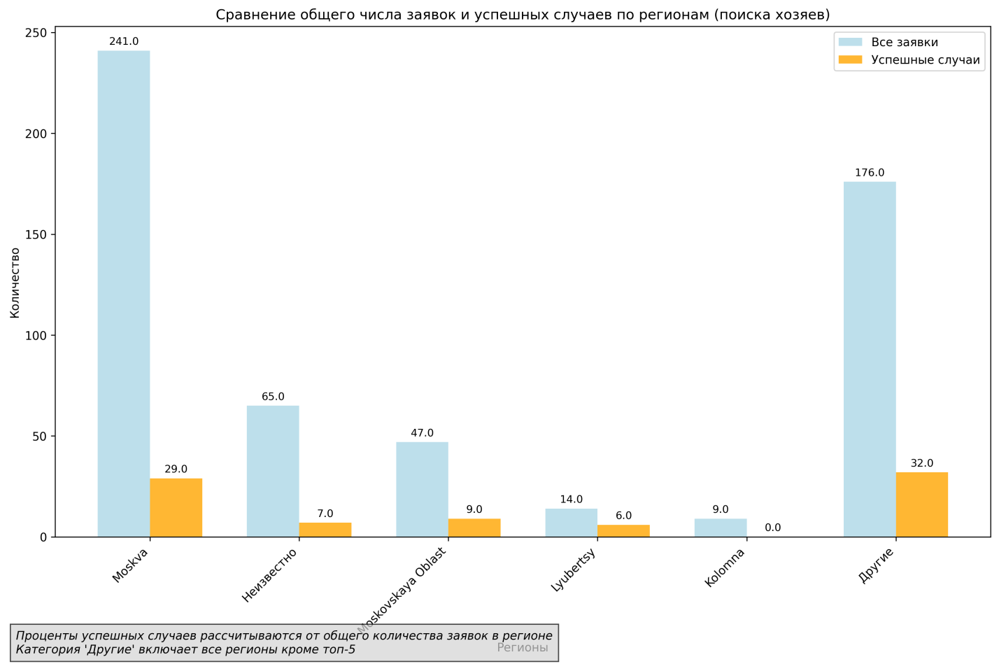 Сравнение общего числа заявок и успешных случаев по регионам (поиска хозяев)
Все заявки
Успешные случаи
Количество
250
200
150
100
50
0
241.0
29.0
65.0
7.0
47.0
9.0
14.0
6.0
9.0
0.0
176.0
32.0
Moskva
Неизвестно
Moskovskaya Oblast
Lyubertsy
Kolomna
Другие
Регионы
Проценты успешных случаев рассчитываются от общего количества заявок в регионе
Категория 'Другие' включает все регионы кроме топ-5